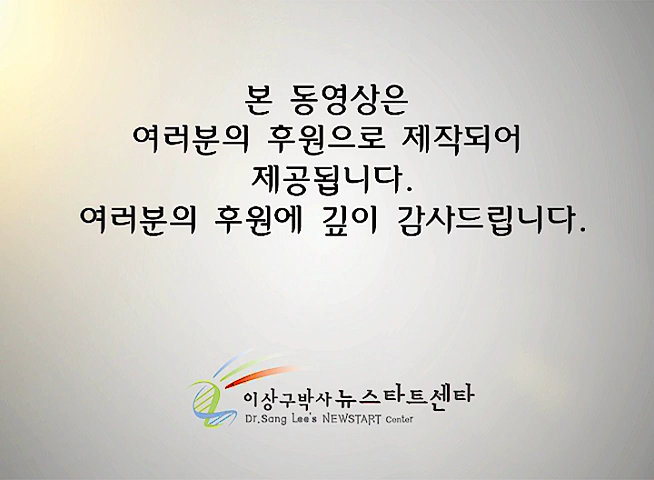 본 동영상은
여러분의 후원으로 제작되어
제공됩니다.
여러분의 후원에 깊이 감사드립니다.
이상구박사 뉴스타트센타
Dr.Sang Lee's NEWSTART Center